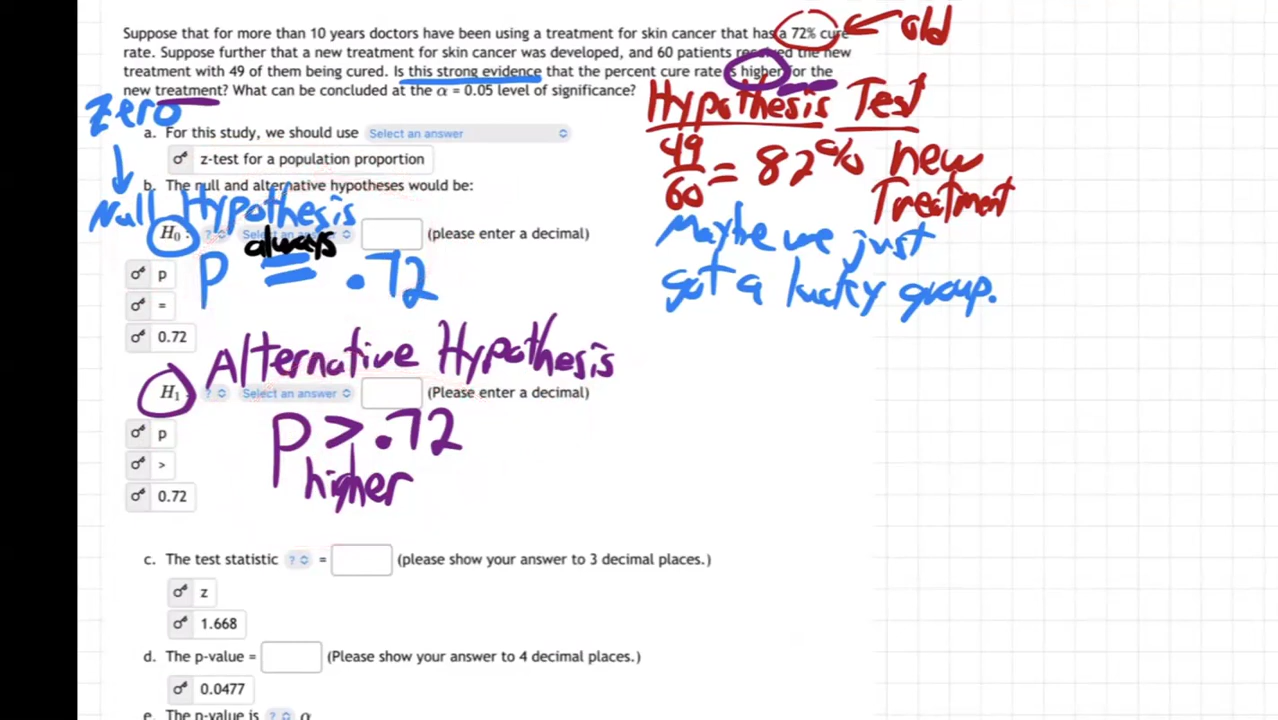 Suppose that for more than 10 years doctors have been using a treatment for skin cancer that has a 72% cure
rate. Suppose further that a new treatment for skin cancer was developed, and 60 patients received the new
treatment with 49 of them being cured. Is this strong evidence that the percent cure rate is higher for the
new treatment? What can be concluded at the α = 0.05 level of significance?
old
Hypothesis Test
49/60 = 82% new
Treatment
Maybe we just
got a lucky group.
zero
a. For this study, we should use Select an answer
z-test for a population proportion
b. The null and alternative hypotheses would be:
Null Hypothesis
H0: ? Select an answer (please enter a decimal)
always
p = .72
p
=
0.72
Alternative Hypothesis
H1: ? Select an answer (Please enter a decimal)
p > .72
higher
p
>
0.72
c. The test statistic ? = (please show your answer to 3 decimal places.)
z
1.668
d. The p-value = (Please show your answer to 4 decimal places.)
0.0477
e. The p-value is ? α